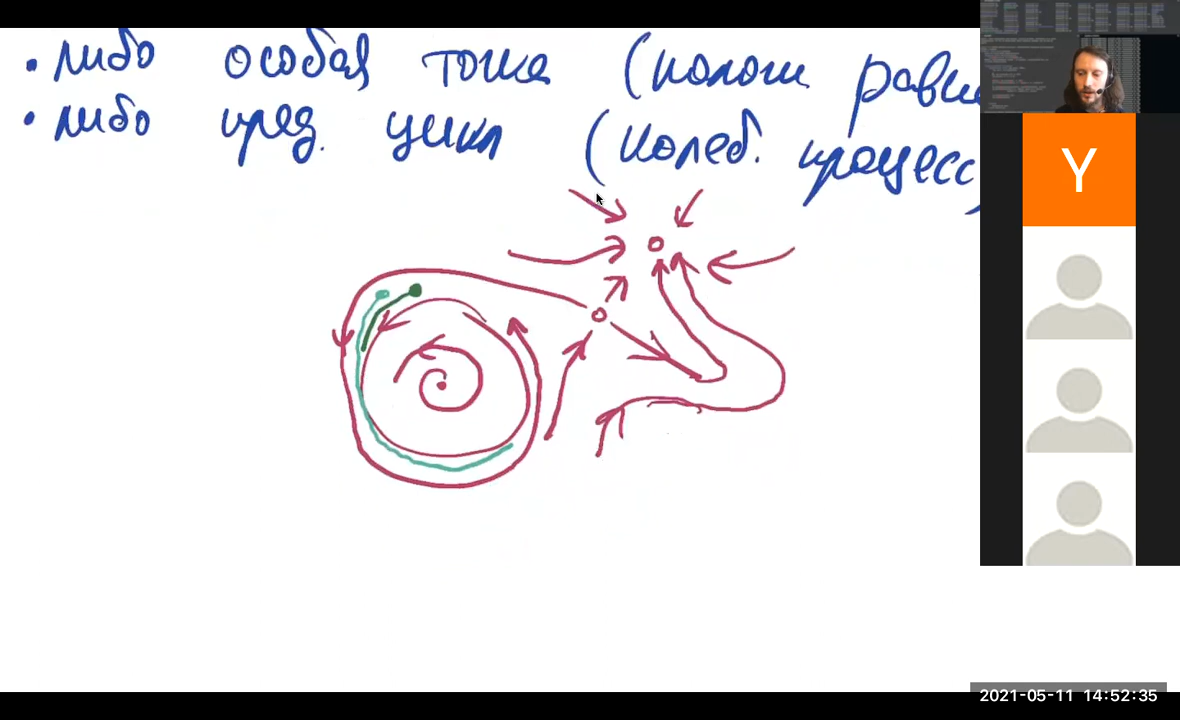 • либо особая точка (полож равн
• либо пред. цикл (колеб. процесс)
Y
2021-05-11 14:52:35